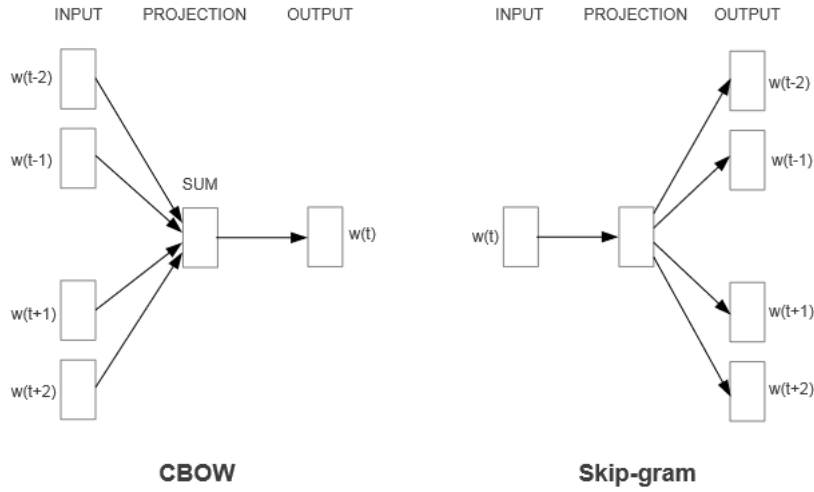 INPUT PROJECTION OUTPUT
w(t-2)
w(t-1)
SUM
w(t)
w(t+1)
w(t+2)
CBOW
INPUT PROJECTION OUTPUT
w(t-2)
w(t-1)
w(t)
w(t+1)
w(t+2)
Skip-gram